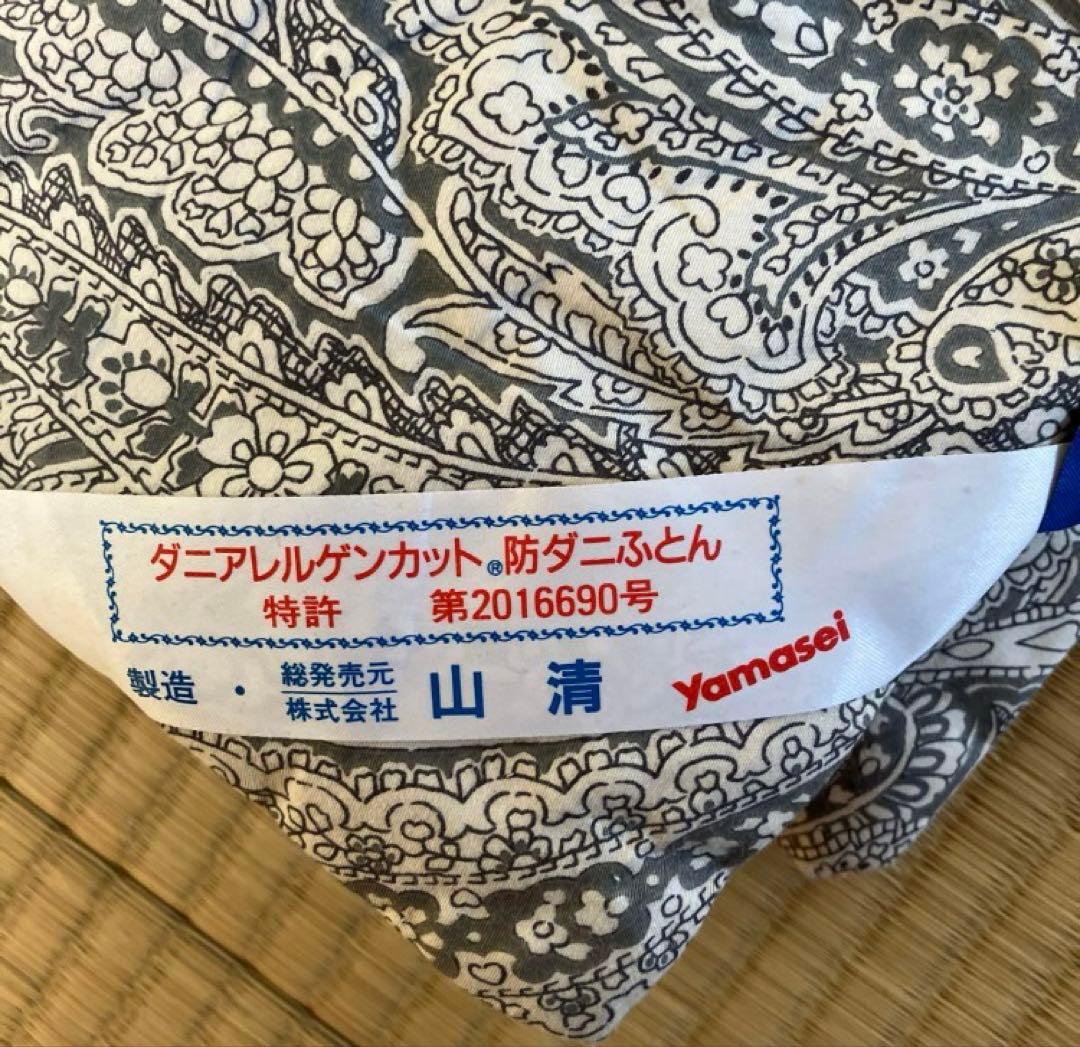 ダニアレルゲンカット®防ダニふとん
特許 第2016690号
製造・総発売元 株式会社 山清 Yamasei